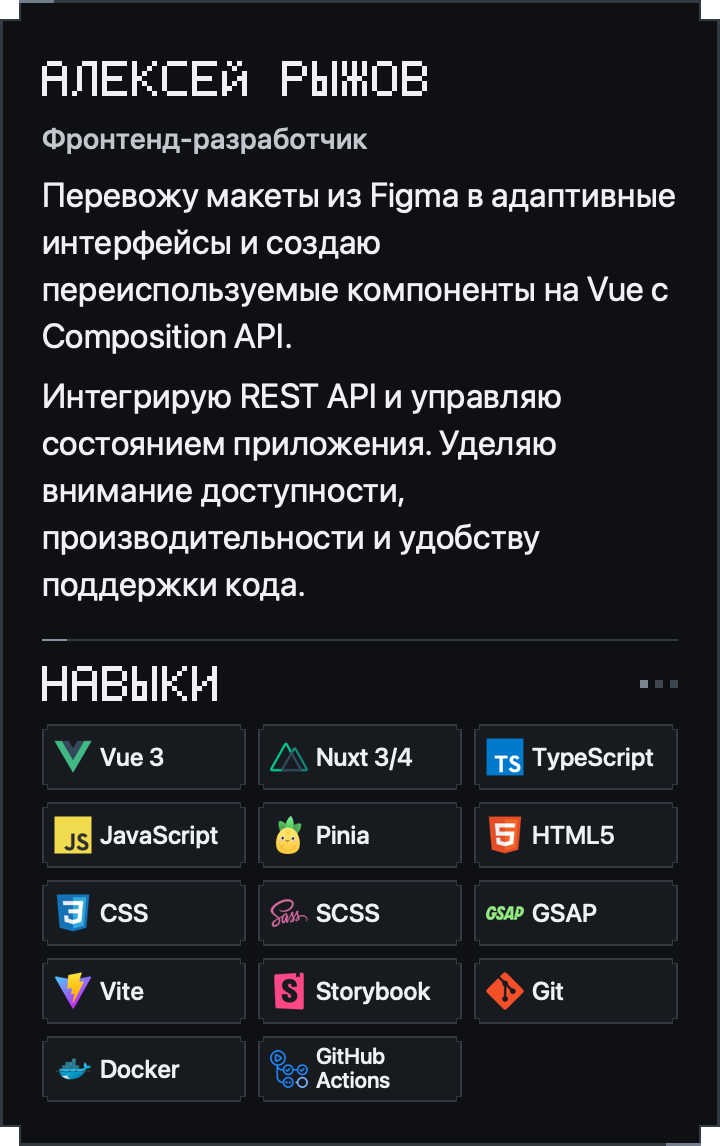 АЛЕКСЕЙ РЫЖОВ
Фронтенд-разработчик
Перевожу макеты из Figma в адаптивные
интерфейсы и создаю
переиспользуемые компоненты на Vue с
Composition API.
Интегрирую REST API и управляю
состоянием приложения. Уделяю
внимание доступности,
производительности и удобству
поддержки кода.
НАВЫКИ
Vue 3
Nuxt 3/4
TS TypeScript
JS JavaScript
Pinia
5 HTML5
3 CSS
Sass SCSS
GSAP GSAP
Vite
S Storybook
Git
Docker
GitHub
Actions